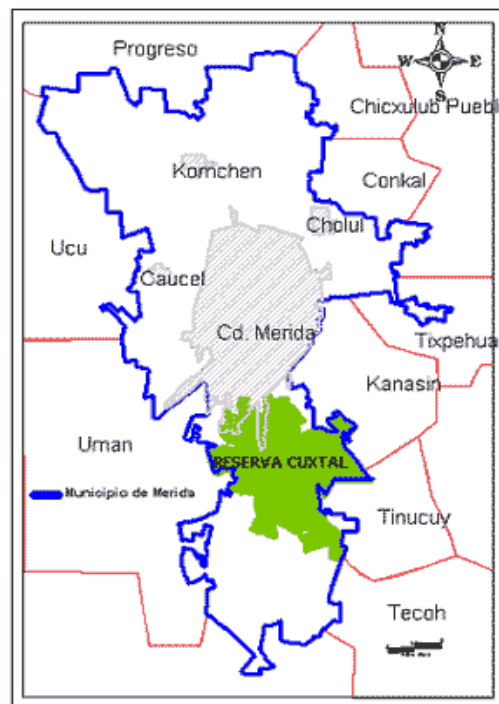 Progreso
N
W E
S
Chicxulub Puebl
Komchen
Conkal
Cholul
Ucu
Caucel
Cd. Merida
Tixpehua
Kanasin
Uman
RESERVA CUXTAL
Municipio de Merida
Tinucuy
Tecoh